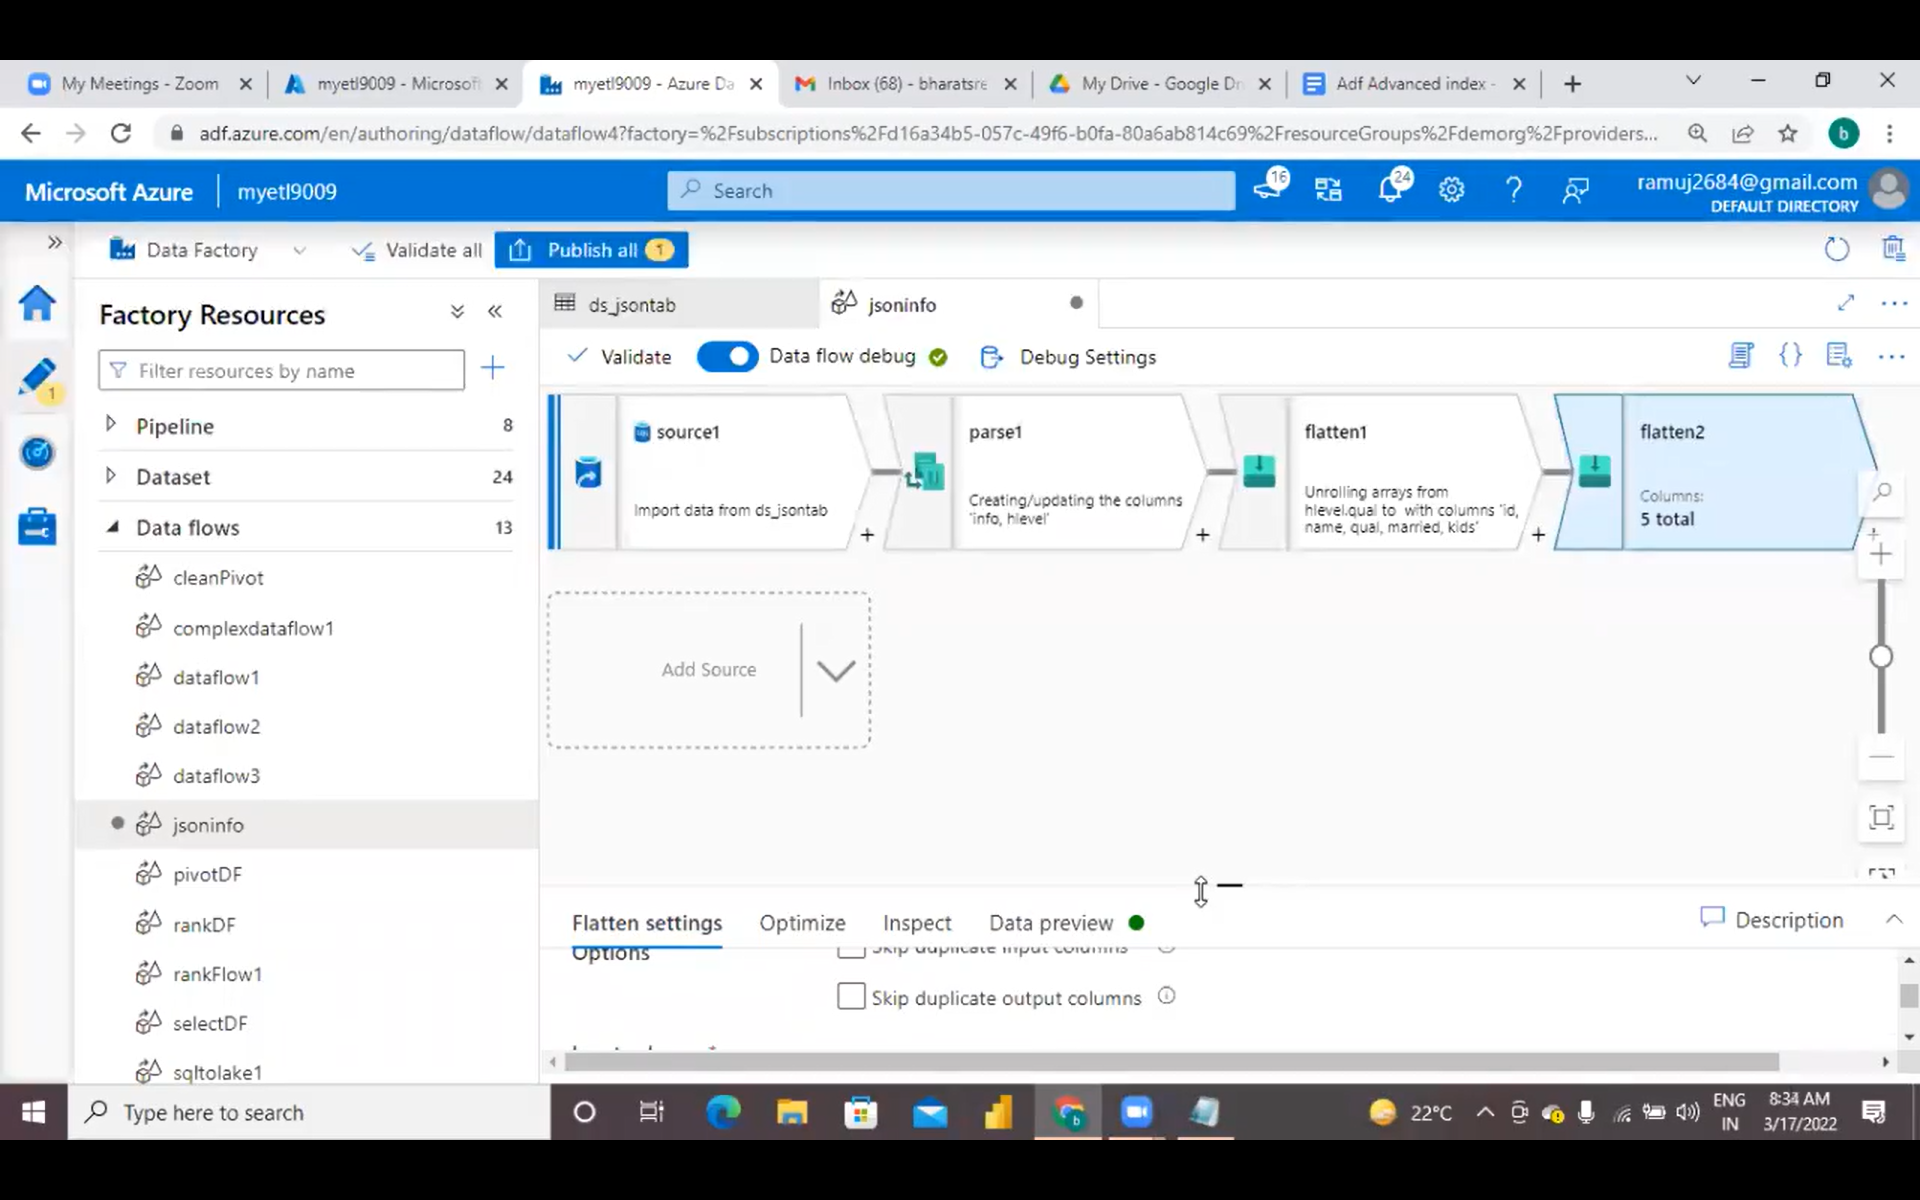 My Meetings - Zoom
myetl9009 - Microsoft
myetl9009 - Azure Da
Inbox (68) - bharatsre
My Drive - Google Dr
Adf Advanced index -
adf.azure.com/en/authoring/dataflow/dataflow4?factory=%2Fsubscriptions%2Fd16a34b5-057c-49f6-b0fa-80a6ab814c69%2FresourceGroups%2Fdemorg%2Fproviders...
b
Microsoft Azure
myetl9009
Search
16
24
ramuj2684@gmail.com
DEFAULT DIRECTORY
Data Factory
Validate all
Publish all 1
Factory Resources
ds_jsontab
jsoninfo
Filter resources by name
Validate
Data flow debug
Debug Settings
1
Pipeline 8
Dataset 24
Data flows 13
cleanPivot
complexdataflow1
dataflow1
dataflow2
dataflow3
jsoninfo
pivotDF
rankDF
rankFlow1
selectDF
sqltolake1
source1
Import data from ds_jsontab
parse1
Creating/updating the columns
'info, hlevel'
flatten1
Unrolling arrays from
hlevel.qual to with columns 'id,
name, qual, married, kids'
flatten2
Columns:
5 total
Add Source
Flatten settings
Optimize
Inspect
Data preview
Description
Options
Skip duplicate input columns
Skip duplicate output columns
Type here to search
22°C
ENG
IN
8:34 AM
3/17/2022